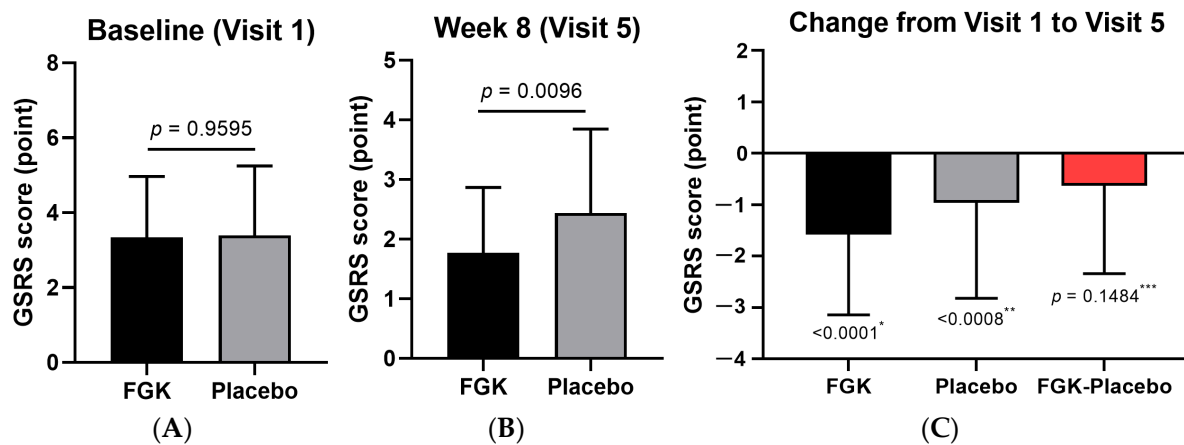 Baseline (Visit 1)
GSRS score (point)
8
6
4
2
0
p = 0.9595
FGK Placebo
(A)
Week 8 (Visit 5)
GSRS score (point)
5
4
3
2
1
0
p = 0.0096
FGK Placebo
(B)
Change from Visit 1 to Visit 5
GSRS score (point)
2
1
0
−1
−2
−3
−4
<0.0001*
<0.0008**
p = 0.1484***
FGK Placebo FGK-Placebo
(C)